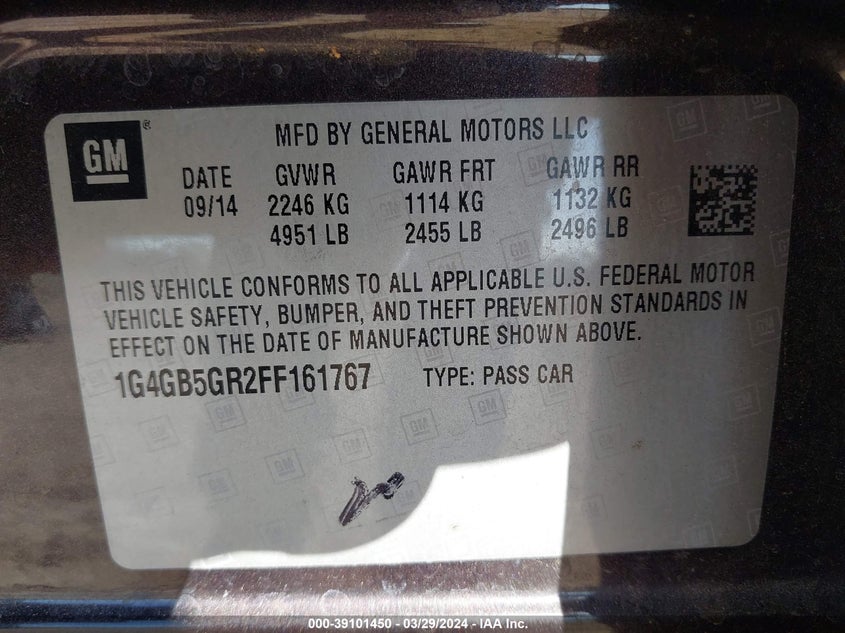 GM ®
MFD BY GENERAL MOTORS LLC
DATE GVWR GAWR FRT GAWR RR
09/14 2246 KG 1114 KG 1132 KG
4951 LB 2455 LB 2496 LB
THIS VEHICLE CONFORMS TO ALL APPLICABLE U.S. FEDERAL MOTOR
VEHICLE SAFETY, BUMPER, AND THEFT PREVENTION STANDARDS IN
EFFECT ON THE DATE OF MANUFACTURE SHOWN ABOVE.
1G4GB5GR2FF161767 TYPE: PASS CAR
000-39101450 - 03/29/2024 - IAA Inc.